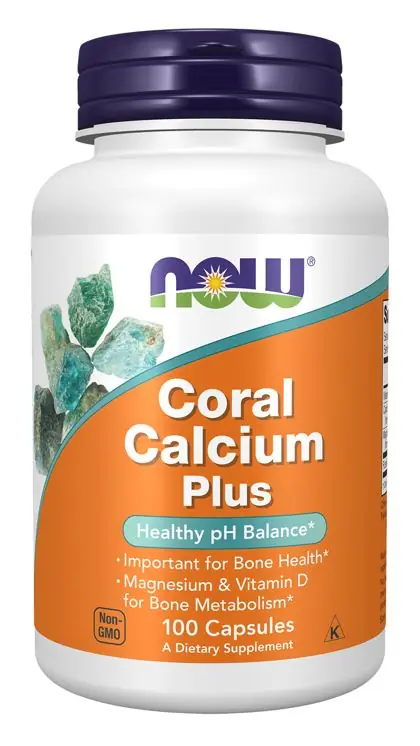 NOW®
Coral
Calcium
Plus
Healthy pH Balance*
• Important for Bone Health*
• Magnesium & Vitamin D
for Bone Metabolism*
Non-
GMO
100 Capsules
K
A Dietary Supplement